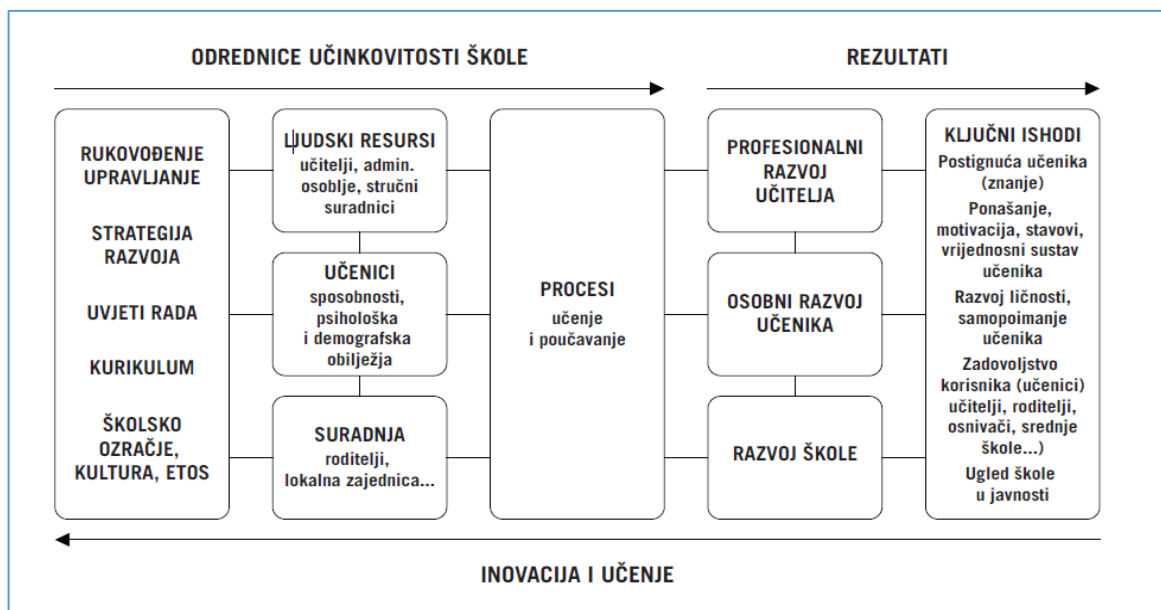 ODREDNICE UČINKOVITOSTI ŠKOLE
REZULTATI
RUKOVOĐENJE
UPRAVLJANJE
STRATEGIJA
RAZVOJA
UVJETI RADA
KURIKULUM
ŠKOLSKO
OZRAČJE,
KULTURA, ETOS
LJUDSKI RESURSI
učitelji, admin.
osoblje, stručni
suradnici
UČENICI
sposobnosti,
psihološka
i demografska
obilježja
SURADNJA
roditelji,
lokalna zajednica...
PROCESI
učenje
i poučavanje
PROFESIONALNI
RAZVOJ
UČITELJA
OSOBNI RAZVOJ
UČENIKA
RAZVOJ ŠKOLE
KLJUČNI ISHODI
Postignuća učenika
(znanje)
Ponašanje,
motivacija, stavovi,
vrijednosni sustav
učenika
Razvoj ličnosti,
samopoimanje
učenika
Zadovoljstvo
korisnika (učenici)
učitelji, roditelji,
osnivači, srednje
škole...)
Ugled škole
u javnosti
INOVACIJA I UČENJE